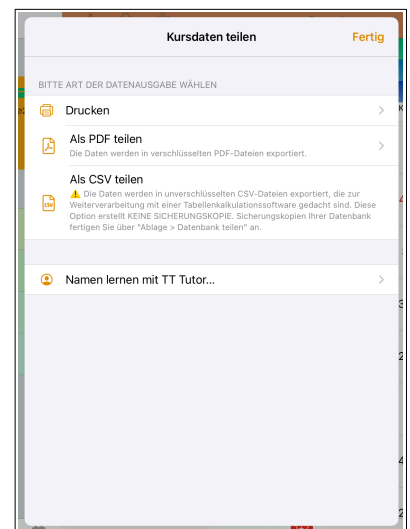 Kursdaten teilen
Fertig
BITTE ART DER DATENAUSGABE WÄHLEN
Drucken
Als PDF teilen
Die Daten werden in verschlüsselten PDF-Dateien exportiert.
Als CSV teilen
⚠️ Die Daten werden in unverschlüsselten CSV-Dateien exportiert, die zur
Weiterverarbeitung mit einer Tabellenkalkulationssoftware gedacht sind. Diese
Option erstellt KEINE SICHERUNGSKOPIE. Sicherungskopien Ihrer Datenbank
fertigen Sie über "Ablage > Datenbank teilen" an.
CSV
Namen lernen mit TT Tutor...